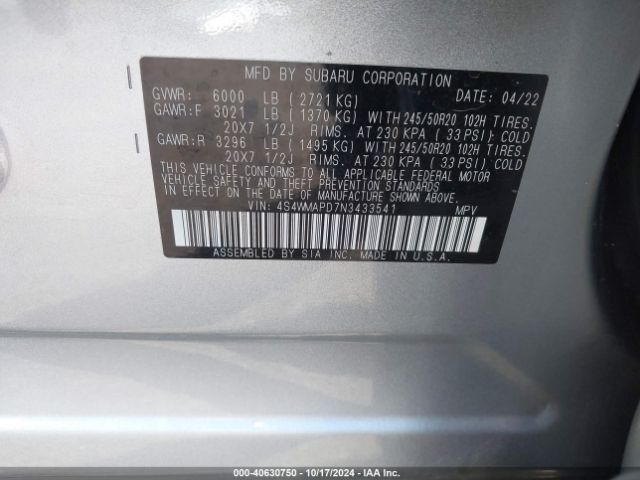 MFD BY SUBARU CORPORATION
GVWR: 6000 LB ( 2721 KG) DATE: 04/22
GAWR:F 3021 LB ( 1370 KG) WITH 245/50R20 102H TIRES.
20X7 1/2J RIMS. AT 230 KPA ( 33 PSI) COLD
GAWR:R 3296 LB ( 1495 KG) WITH 245/50R20 102H TIRES.
20X7 1/2J RIMS. AT 230 KPA ( 33 PSI) COLD
THIS VEHICLE CONFORMS TO ALL APPLICABLE FEDERAL MOTOR
VEHICLE SAFETY AND THEFT PREVENTION STANDARDS IN
EFFECT ON THE DATE OF MANUFACTURE SHOWN ABOVE.
VIN: 4S4WMAPD7N3433541 MPV
ASSEMBLED BY SIA INC. MADE IN U.S.A.
000-40630750 - 10/17/2024 - IAA Inc.